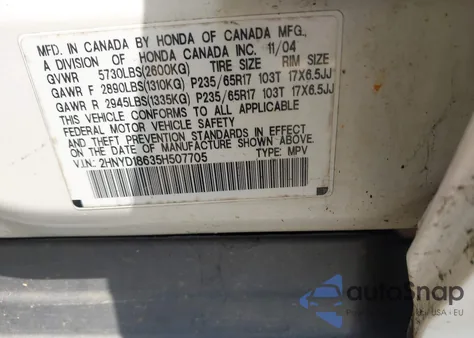 MFD. IN CANADA BY HONDA OF CANADA MFG.,
A DIVISION OF HONDA CANADA INC. 11/04
GVWR 5730LBS(2600KG) TIRE SIZE RIM SIZE
GAWR F 2890LBS(1310KG) P235/65R17 103T 17X6.5JJ
GAWR R 2945LBS(1335KG) P235/65R17 103T 17X6.5JJ
THIS VEHICLE CONFORMS TO ALL APPLICABLE
FEDERAL MOTOR VEHICLE SAFETY
AND THEFT PREVENTION STANDARDS IN EFFECT ON
THE DATE OF MANUFACTURE SHOWN ABOVE.
V.I.N.: 2HNYD18635H507705 TYPE: MPV
autoSnap
USA - EU